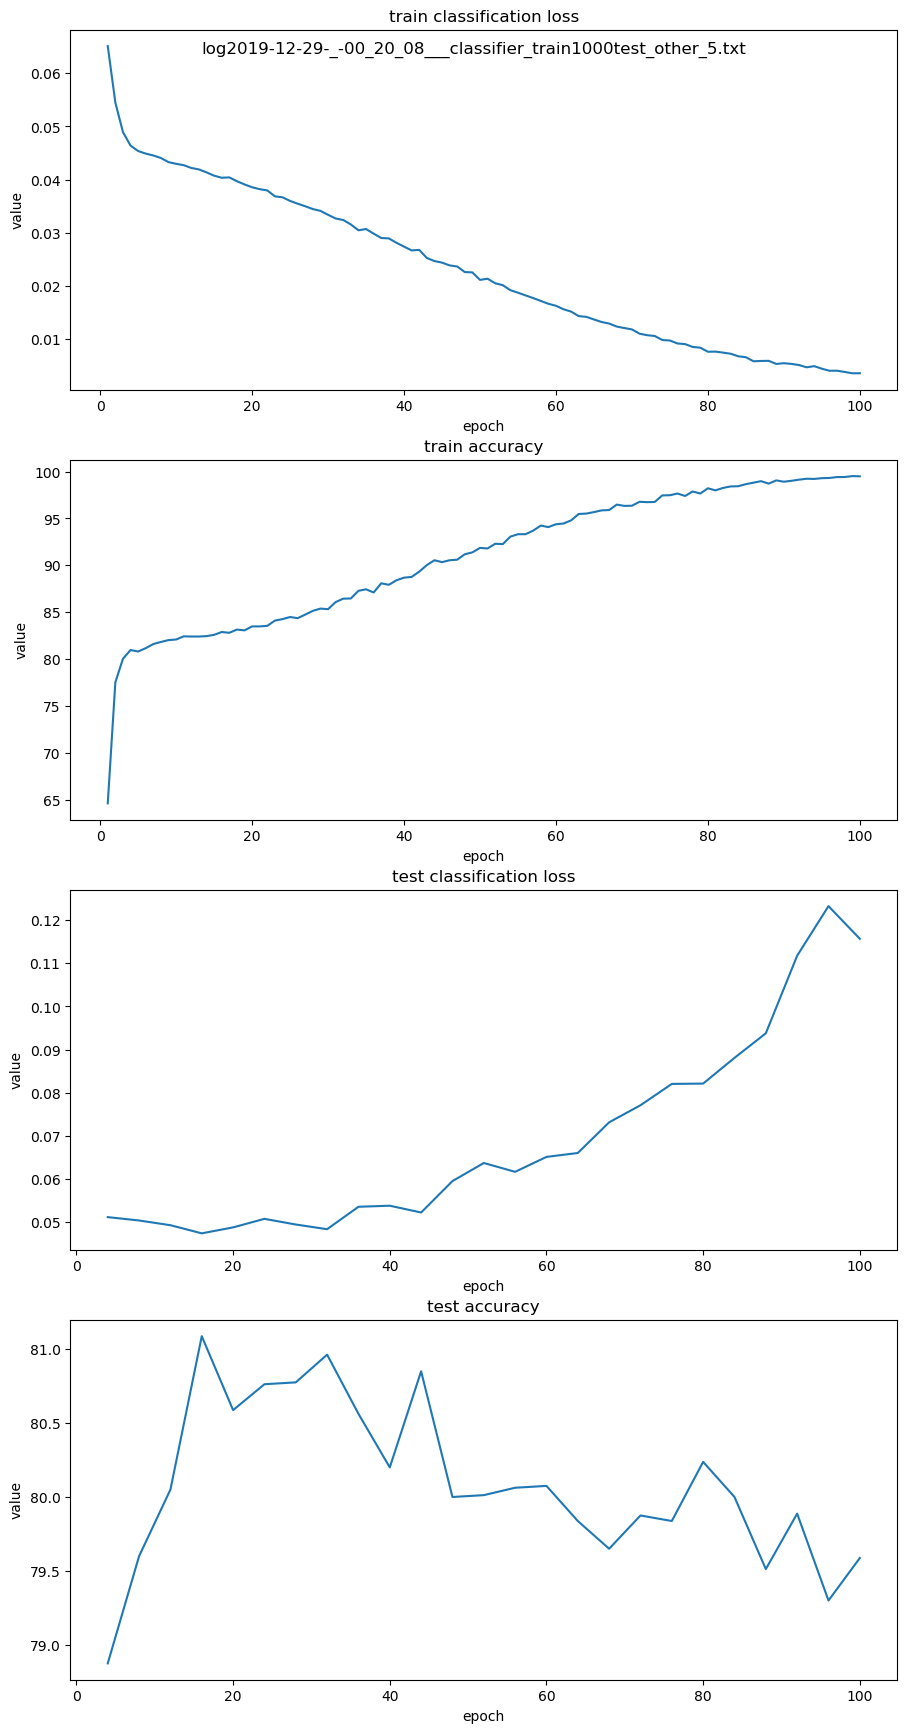 train classification loss
log2019-12-29-_-00_20_08___classifier_train1000test_other_5.txt
0.06
0.05
0.04
0.03
0.02
0.01
value
0 20 40 60 80 100
epoch
train accuracy
100
95
90
85
80
75
70
65
value
0 20 40 60 80 100
epoch
test classification loss
0.12
0.11
0.10
0.09
0.08
0.07
0.06
0.05
value
0 20 40 60 80 100
epoch
test accuracy
81.0
80.5
80.0
79.5
79.0
value
0 20 40 60 80 100
epoch